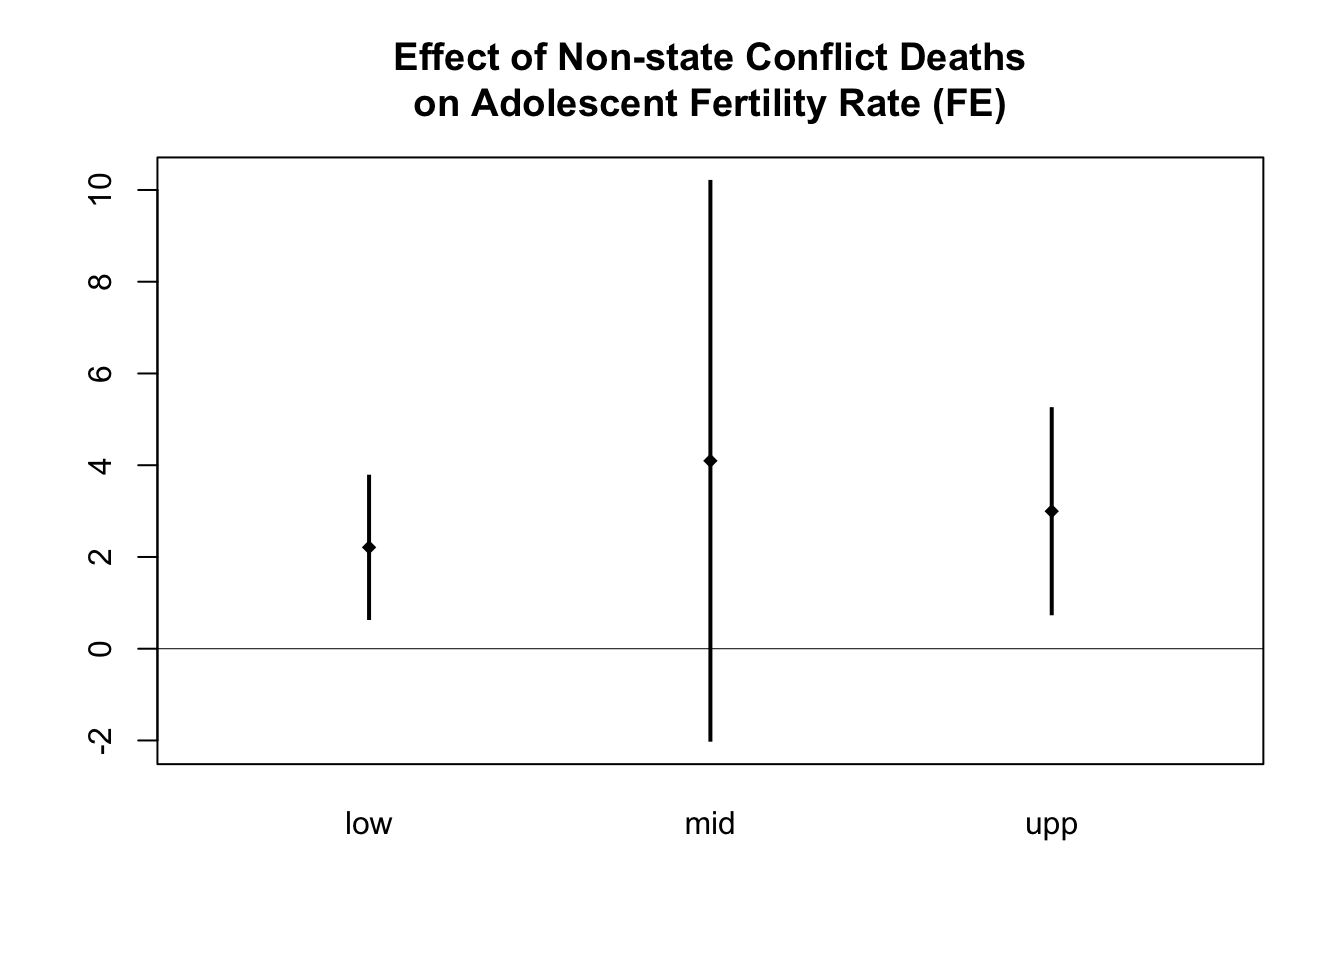 Effect of Non-state Conflict Deaths
on Adolescent Fertility Rate (FE)
10
8
6
4
2
0
-2
low mid upp